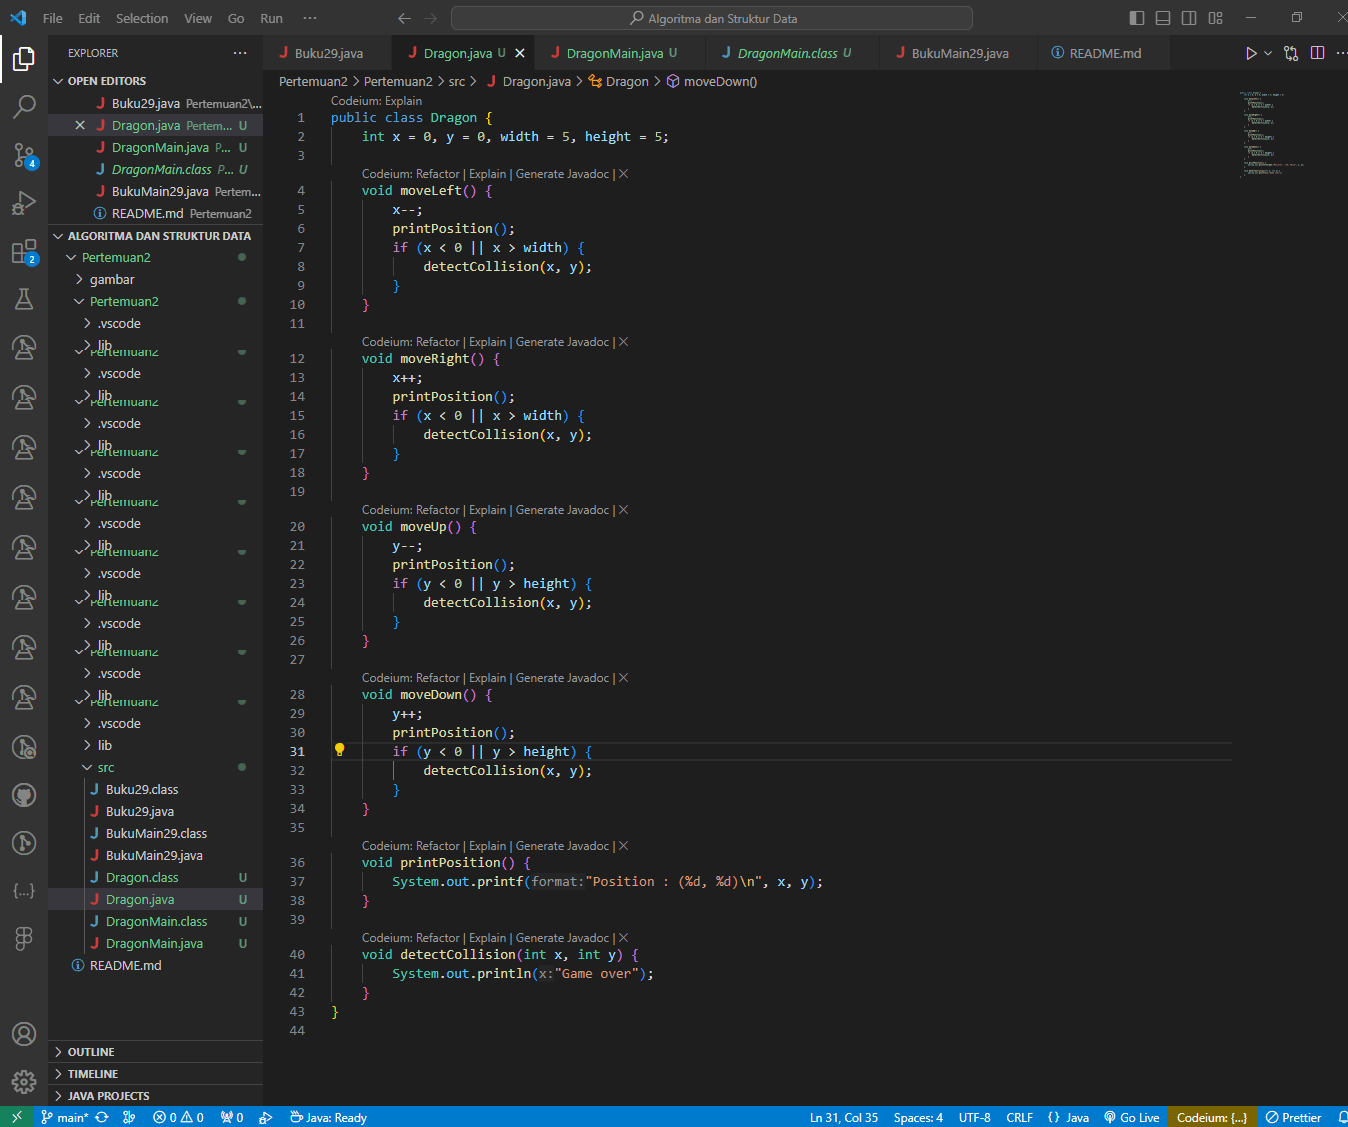 File Edit Selection View Go Run ··· Algoritma dan Struktur Data
EXPLORER ···
Buku29.java Dragon.java U DragonMain.java U DragonMain.class U BukuMain29.java README.md
OPEN EDITORS
Buku29.java Pertemuan2\...
Dragon.java Pertem... U
DragonMain.java P... U
DragonMain.class P... U
BukuMain29.java Pertem...
README.md Pertemuan2
ALGORITMA DAN STRUKTUR DATA
Pertemuan2
gambar
Pertemuan2
.vscode
lib
Pertemuan2
.vscode
lib
Pertemuan2
.vscode
lib
Pertemuan2
.vscode
lib
Pertemuan2
.vscode
lib
Pertemuan2
.vscode
lib
Pertemuan2
.vscode
lib
Pertemuan2
.vscode
lib
Pertemuan2
.vscode
lib
src
Buku29.class
Buku29.java
BukuMain29.class
BukuMain29.java
Dragon.class U
Dragon.java U
DragonMain.class U
DragonMain.java U
README.md
OUTLINE
TIMELINE
JAVA PROJECTS
4
2
Pertemuan2 > Pertemuan2 > src > Dragon.java > Dragon > moveDown()
Codeium: Explain
1 public class Dragon {
2 int x = 0, y = 0, width = 5, height = 5;
3
Codeium: Refactor | Explain | Generate Javadoc | X
4 void moveLeft() {
5 x--;
6 printPosition();
7 if (x < 0 || x > width) {
8 detectCollision(x, y);
9 }
10 }
11
Codeium: Refactor | Explain | Generate Javadoc | X
12 void moveRight() {
13 x++;
14 printPosition();
15 if (x < 0 || x > width) {
16 detectCollision(x, y);
17 }
18 }
19
Codeium: Refactor | Explain | Generate Javadoc | X
20 void moveUp() {
21 y--;
22 printPosition();
23 if (y < 0 || y > height) {
24 detectCollision(x, y);
25 }
26 }
27
Codeium: Refactor | Explain | Generate Javadoc | X
28 void moveDown() {
29 y++;
30 printPosition();
31 if (y < 0 || y > height) {
32 detectCollision(x, y);
33 }
34 }
35
Codeium: Refactor | Explain | Generate Javadoc | X
36 void printPosition() {
37 System.out.printf(format:"Position : (%d, %d)\n", x, y);
38 }
39
Codeium: Refactor | Explain | Generate Javadoc | X
40 void detectCollision(int x, int y) {
41 System.out.println(x:"Game over");
42 }
43 }
44
main* 0 0 0 Java: Ready Ln 31, Col 35 Spaces: 4 UTF-8 CRLF {} Java Go Live Codeium: {...} Prettier